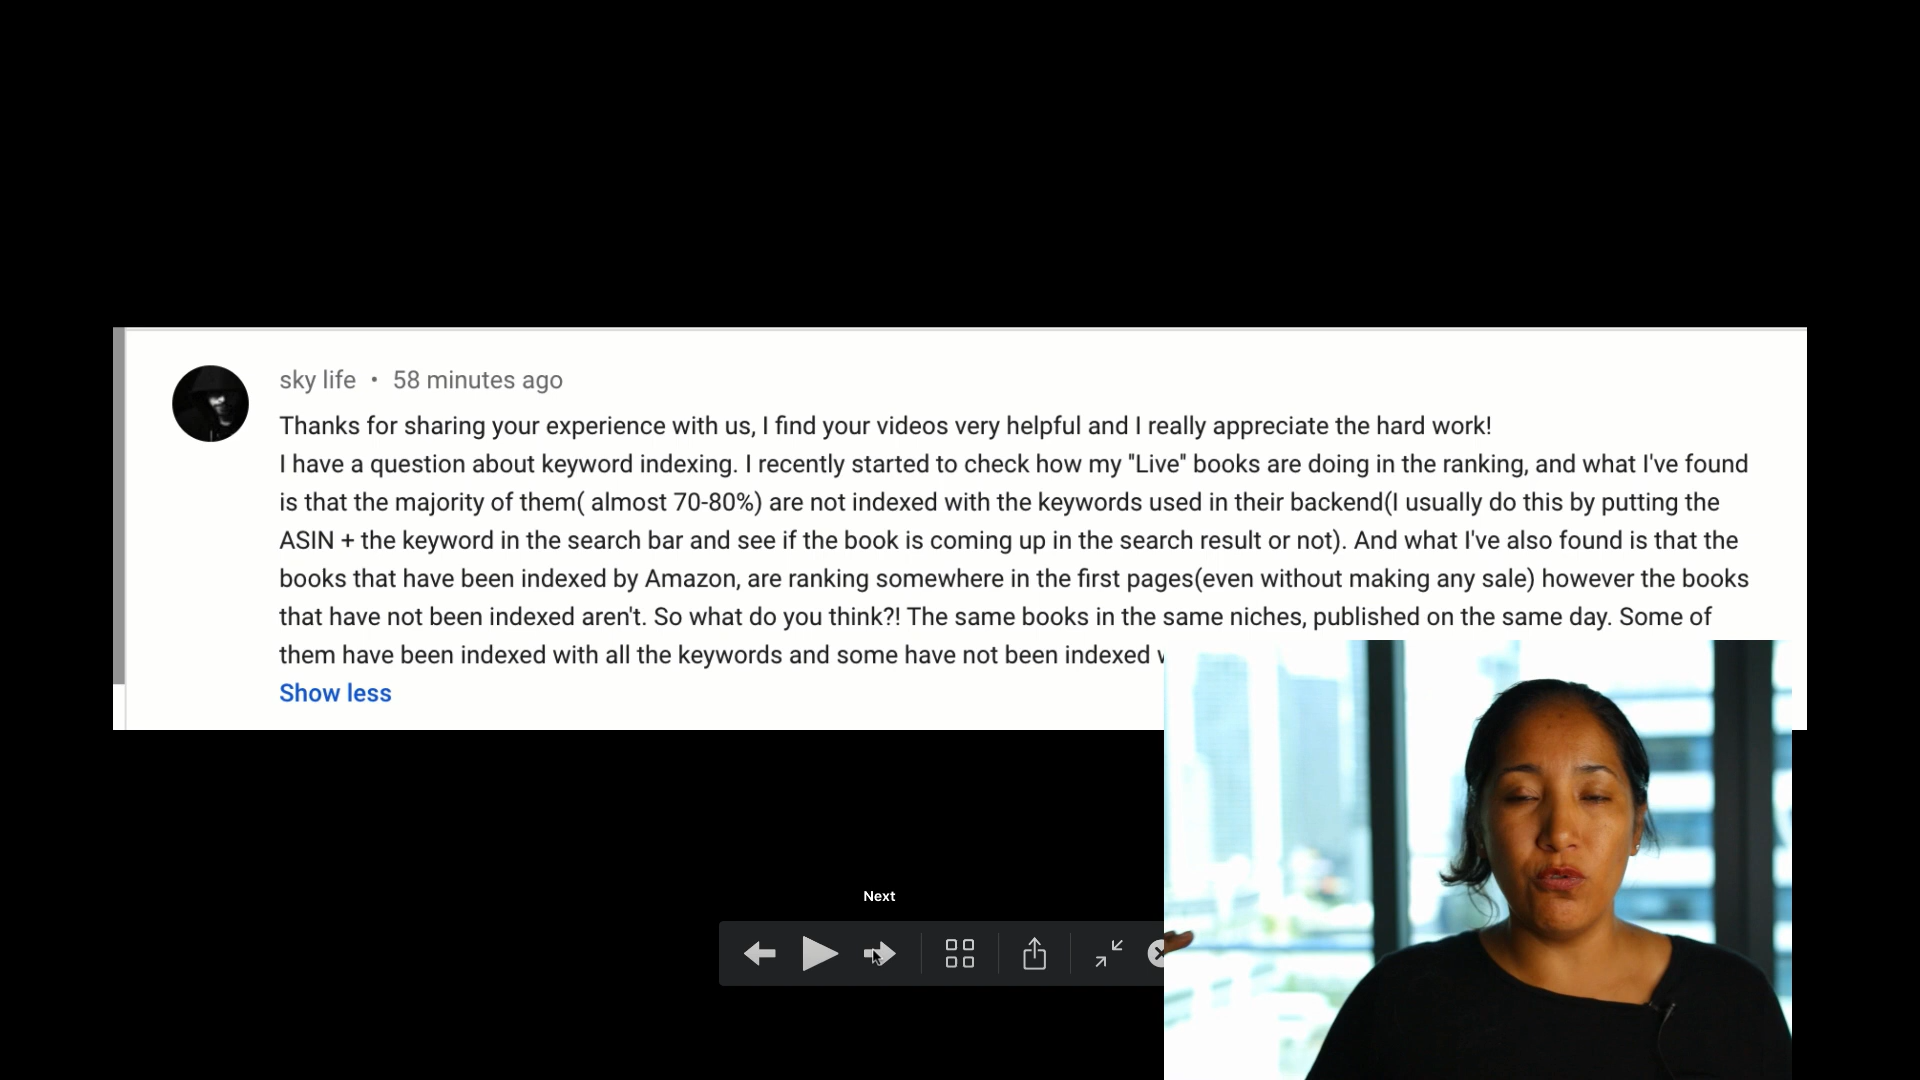 sky life • 58 minutes ago
Thanks for sharing your experience with us, I find your videos very helpful and I really appreciate the hard work!
I have a question about keyword indexing. I recently started to check how my "Live" books are doing in the ranking, and what I've found
is that the majority of them( almost 70-80%) are not indexed with the keywords used in their backend(I usually do this by putting the
ASIN + the keyword in the search bar and see if the book is coming up in the search result or not). And what I've also found is that the
books that have been indexed by Amazon, are ranking somewhere in the first pages(even without making any sale) however the books
that have not been indexed aren't. So what do you think?! The same books in the same niches, published on the same day. Some of
them have been indexed with all the keywords and some have not been indexed
Show less
Next